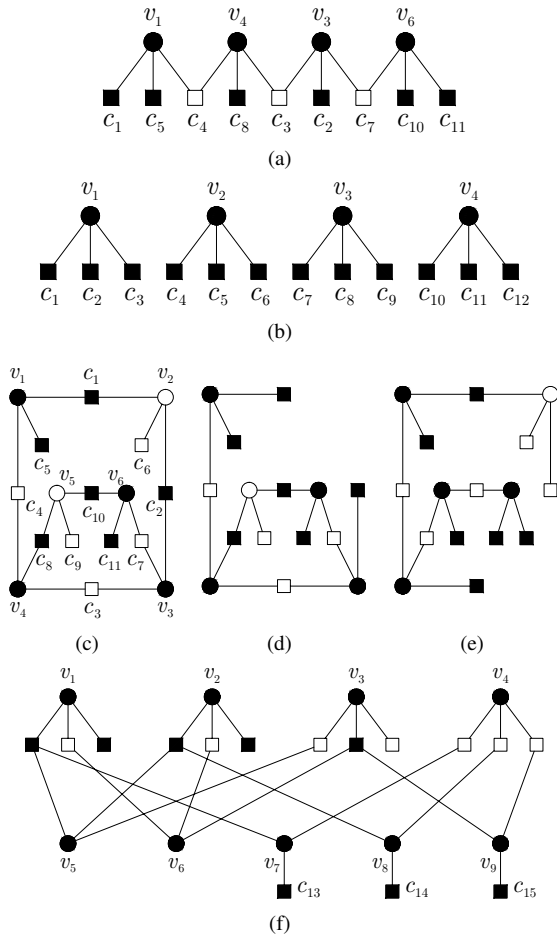 v₁ v₄ v₃ v₆
c₁ c₅ c₄ c₈ c₃ c₂ c₇ c₁₀ c₁₁
(a)
v₁ v₂ v₃ v₄
c₁ c₂ c₃ c₄ c₅ c₆ c₇ c₈ c₉ c₁₀ c₁₁ c₁₂
(b)
v₁ c₁ v₂
c₅ c₆
v₅ v₆
c₄ c₁₀ c₂
c₈ c₉ c₁₁ c₇
v₄ c₃ v₃
(c) (d) (e)
v₁ v₂ v₃ v₄
v₅ v₆ v₇ v₈ v₉
c₁₃ c₁₄ c₁₅
(f)